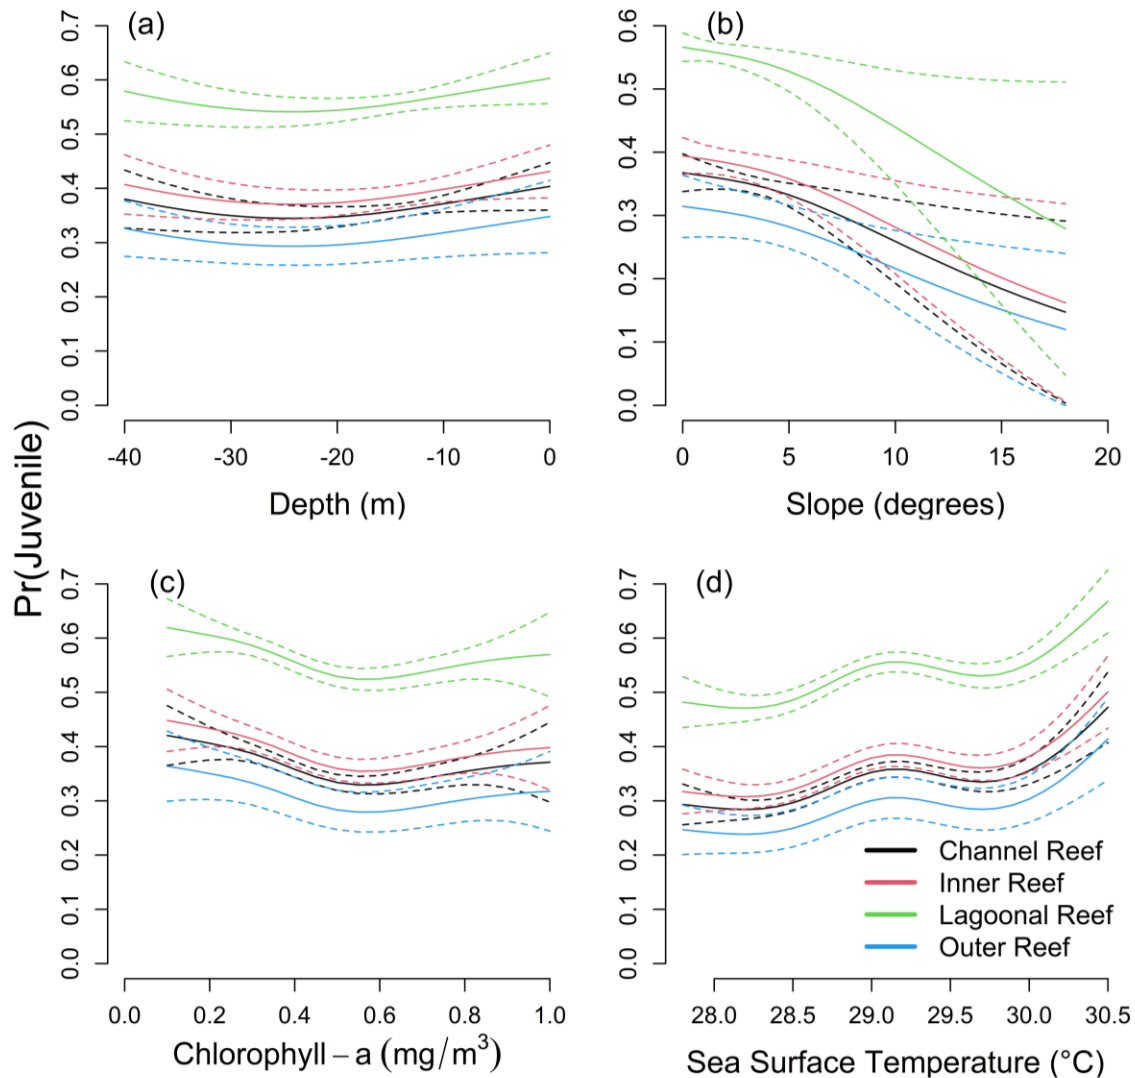 (a)
0.7
0.6
0.5
0.4
0.3
0.2
0.1
0.0
-40 -30 -20 -10 0
Depth (m)
(b)
0.6
0.5
0.4
0.3
0.2
0.1
0.0
0 5 10 15 20
Slope (degrees)
Pr(Juvenile)
(c)
0.7
0.6
0.5
0.4
0.3
0.2
0.1
0.0
0.0 0.2 0.4 0.6 0.8 1.0
Chlorophyll – a (mg/m³)
(d)
0.7
0.6
0.5
0.4
0.3
0.2
0.1
0.0
Channel Reef
Inner Reef
Lagoonal Reef
Outer Reef
28.0 28.5 29.0 29.5 30.0 30.5
Sea Surface Temperature (°C)